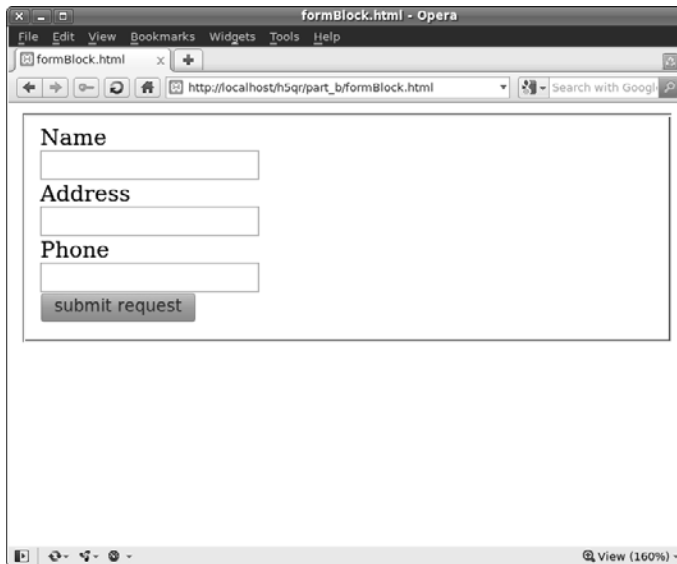 formBlock.html - Opera
File Edit View Bookmarks Widgets Tools Help
formBlock.html
http://localhost/h5qr/part_b/formBlock.html
Search with Googl
Name
Address
Phone
submit request
View (160%)